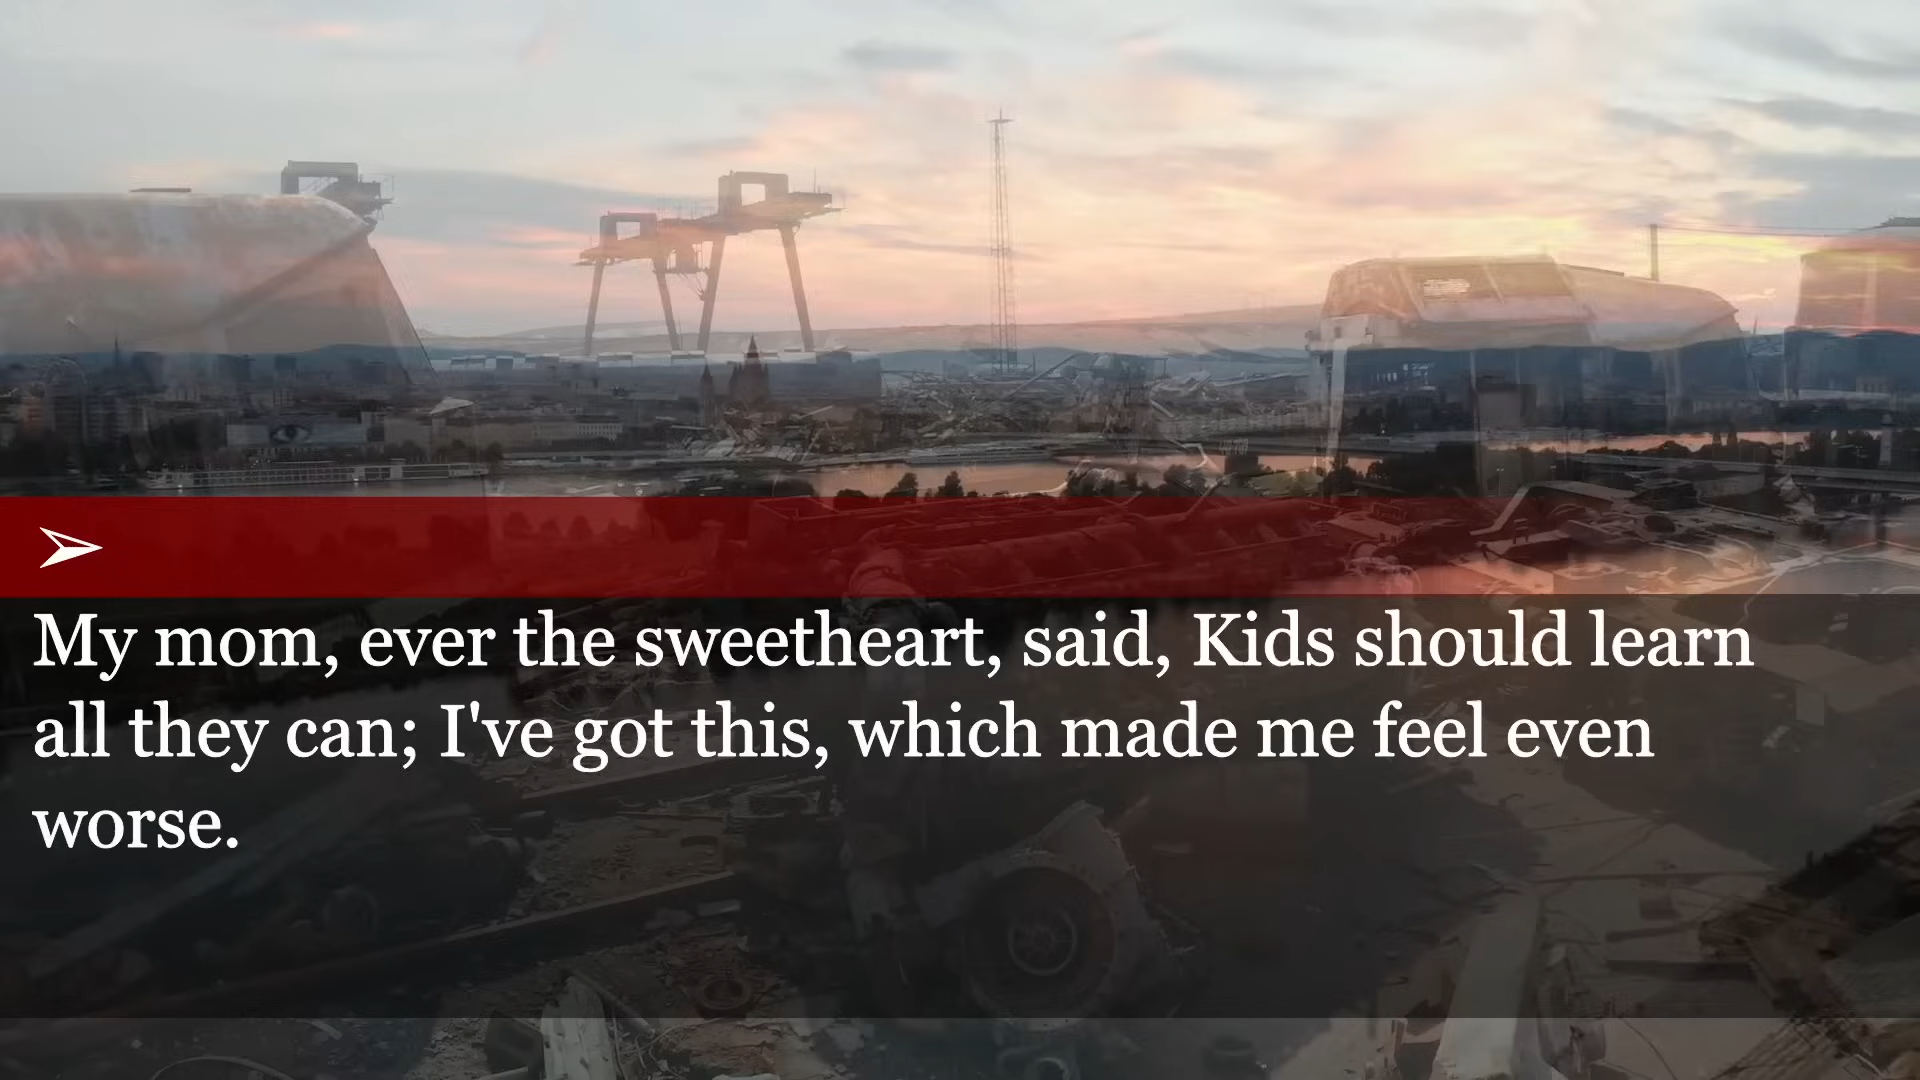 My mom, ever the sweetheart, said, Kids should learn
all they can; I've got this, which made me feel even
worse.